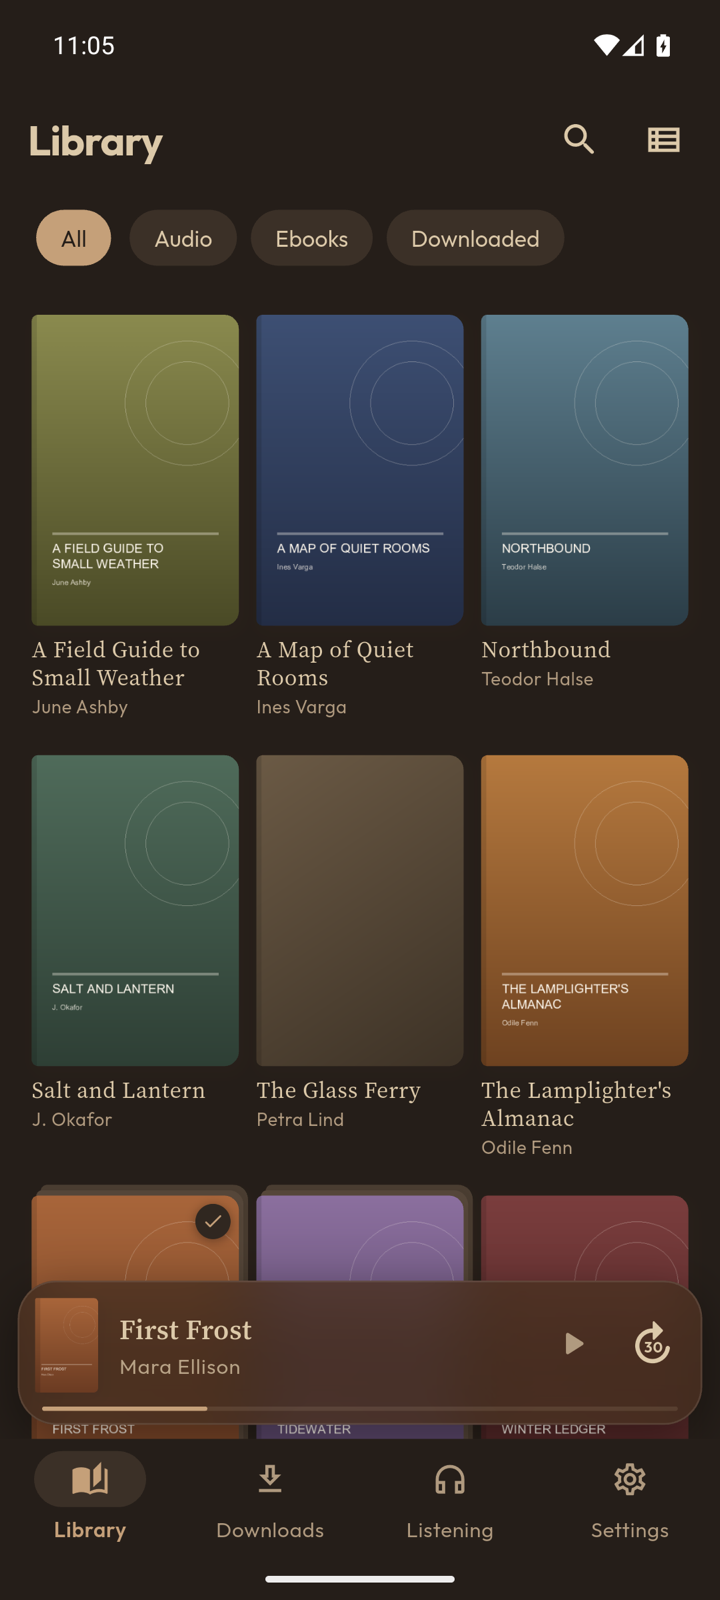 11:05
Library
All
Audio
Ebooks
Downloaded
A FIELD GUIDE TO
SMALL WEATHER
June Ashby
A MAP OF QUIET ROOMS
Ines Varga
NORTHBOUND
Teodor Halse
A Field Guide to
Small Weather
June Ashby
A Map of Quiet
Rooms
Ines Varga
Northbound
Teodor Halse
SALT AND LANTERN
J. Okafor
THE LAMPLIGHTER'S
ALMANAC
Odile Fenn
Salt and Lantern
J. Okafor
The Glass Ferry
Petra Lind
The Lamplighter's
Almanac
Odile Fenn
FIRST FROST
First Frost
Mara Ellison
30
FIRST FROST
TIDEWATER
WINTER LEDGER
Library
Downloads
Listening
Settings